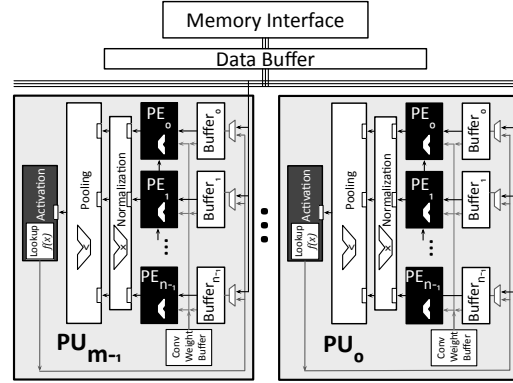 Memory Interface
Data Buffer
PE₀
Buffer₀
PE₁
Buffer₁
...
PEn-1
Buffern-1
Normalization
Pooling
Activation
Lookup
f(x)
Conv
Weight
Buffer
PUm-1
...
PE₀
Buffer₀
PE₁
Buffer₁
...
PEn-1
Buffern-1
Normalization
Pooling
Activation
Lookup
f(x)
Conv
Weight
Buffer
PU₀